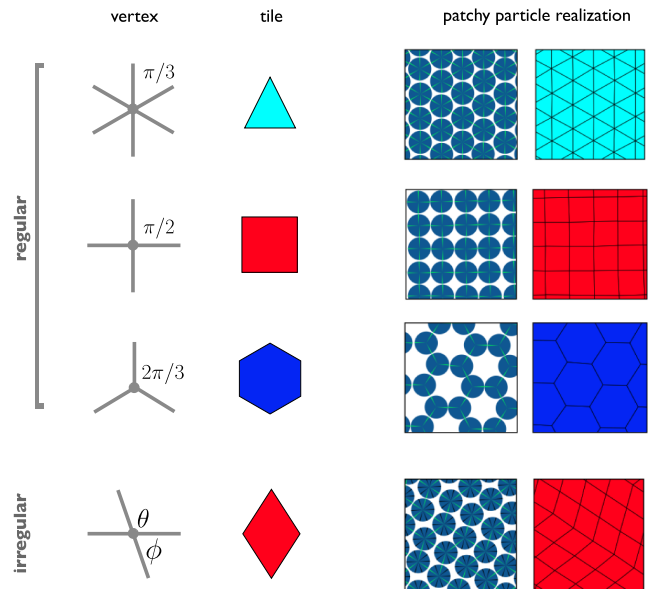 vertex tile patchy particle realization
π/3
regular
π/2
2π/3
irregular
θ
ϕ